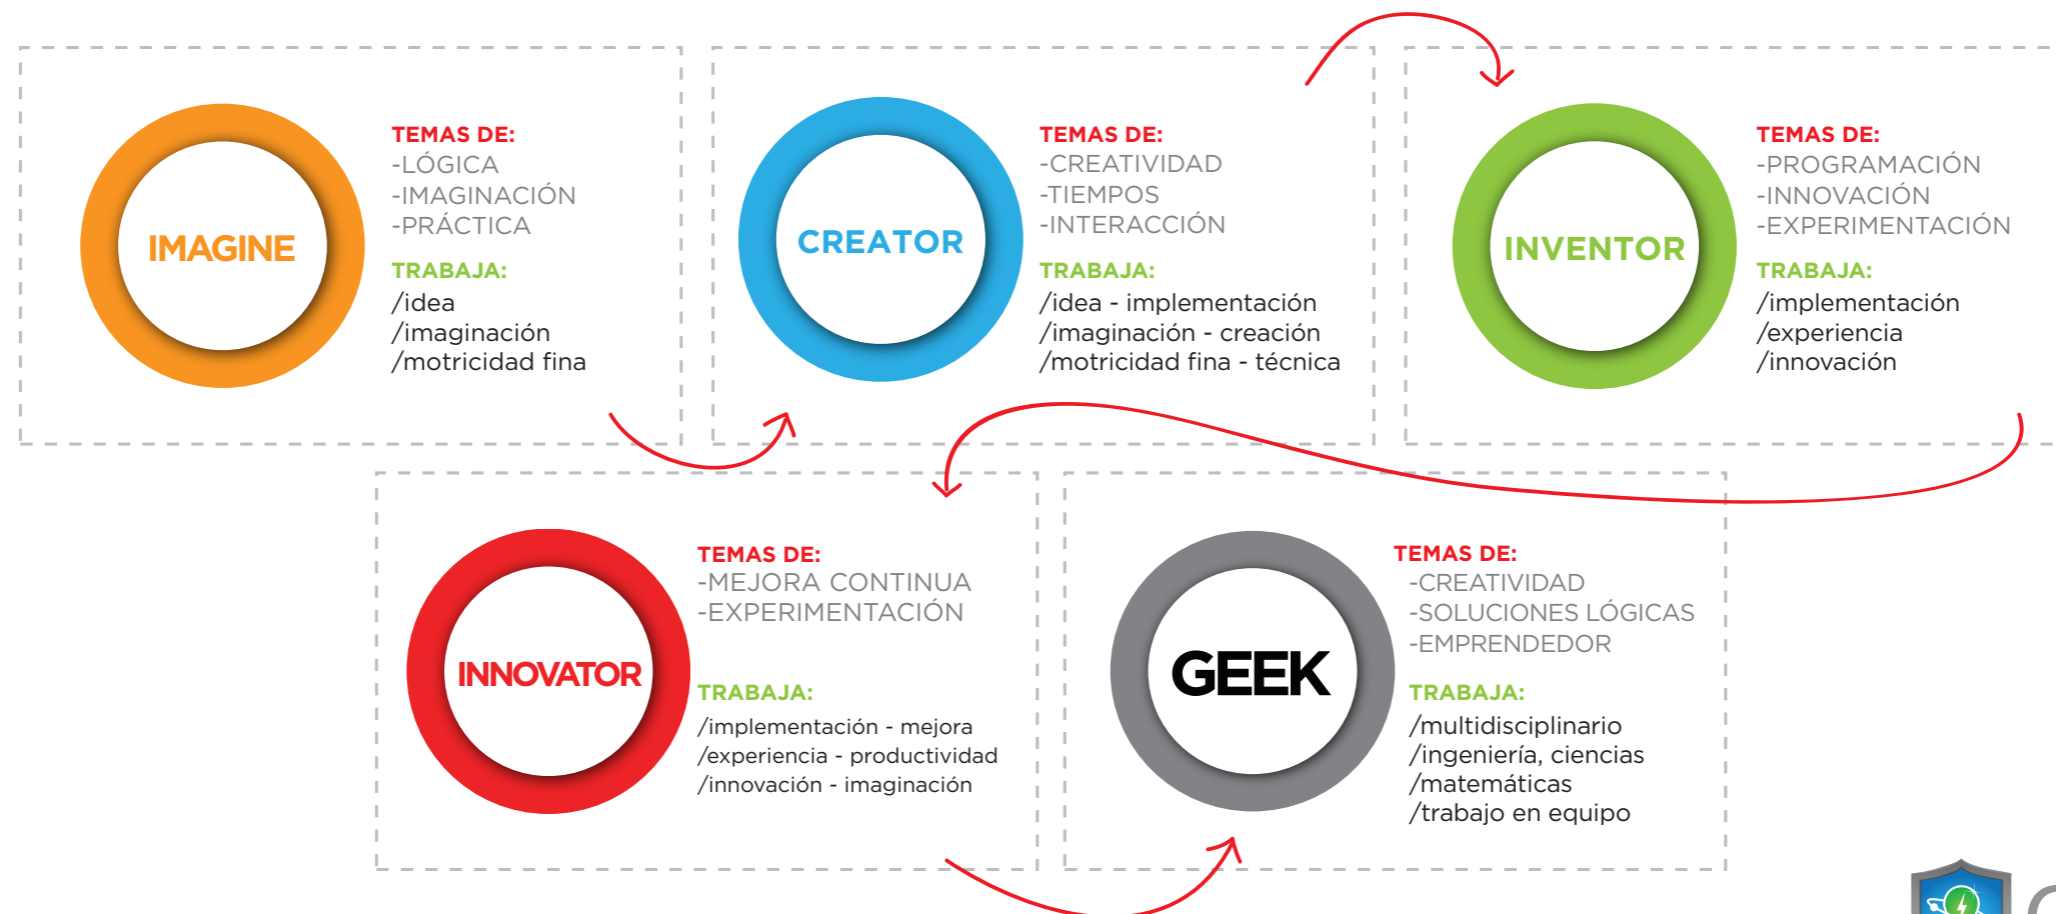 IMAGINE
TEMAS DE:
-LÓGICA
-IMAGINACIÓN
-PRÁCTICA
TRABAJA:
/idea
/imaginación
/motricidad fina
CREATOR
TEMAS DE:
-CREATIVIDAD
-TIEMPOS
-INTERACCIÓN
TRABAJA:
/idea - implementación
/imaginación - creación
/motricidad fina - técnica
INVENTOR
TEMAS DE:
-PROGRAMACIÓN
-INNOVACIÓN
-EXPERIMENTACIÓN
TRABAJA:
/implementación
/experiencia
/innovación
INNOVATOR
TEMAS DE:
-MEJORA CONTINUA
-EXPERIMENTACIÓN
TRABAJA:
/implementación - mejora
/experiencia - productividad
/innovación - imaginación
GEEK
TEMAS DE:
-CREATIVIDAD
-SOLUCIONES LÓGICAS
-EMPRENDEDOR
TRABAJA:
/multidisciplinario
/ingeniería, ciencias
/matemáticas
/trabajo en equipo